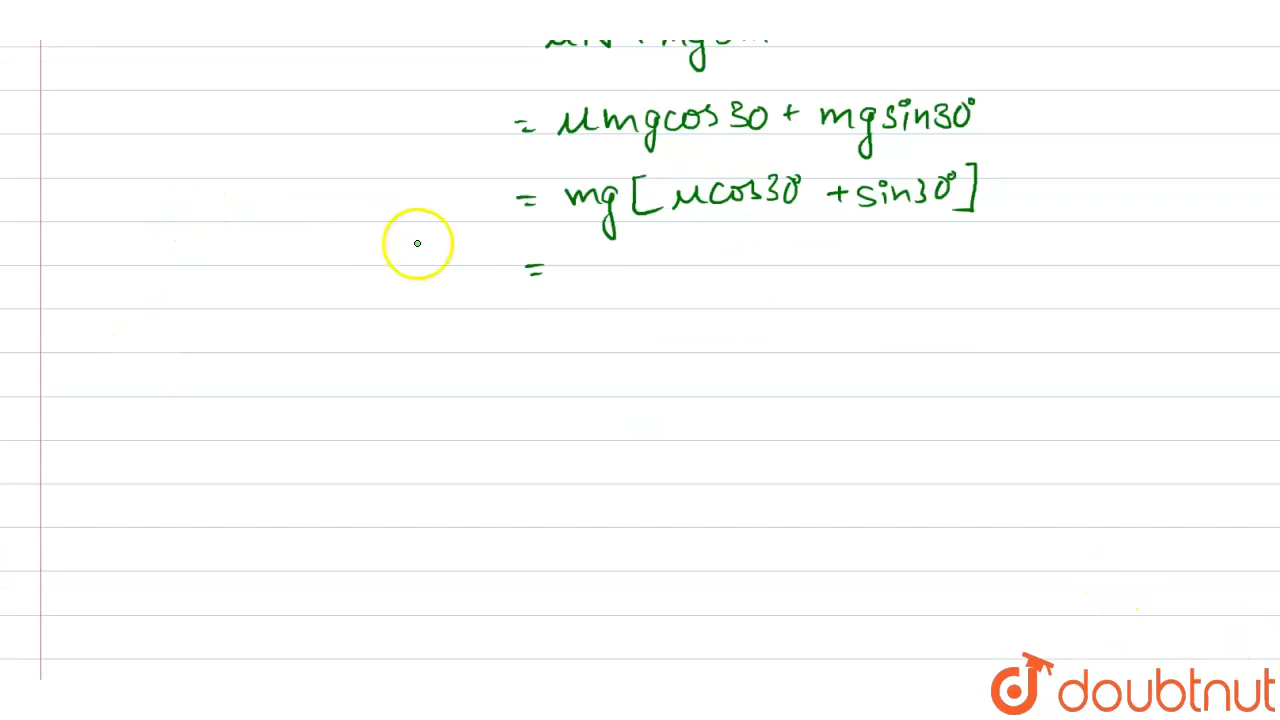 = μmgcos30 + mgsin30°
= mg[μcos30° + sin30°]
=
doubtnut